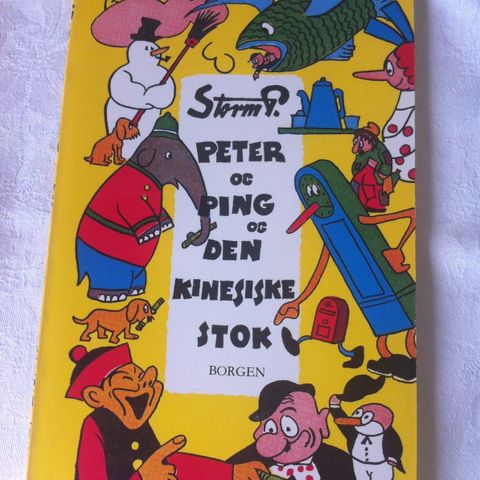 Storm P.
PETER
OG
PING
OG
DEN
KINESISKE
STOK
BORGEN